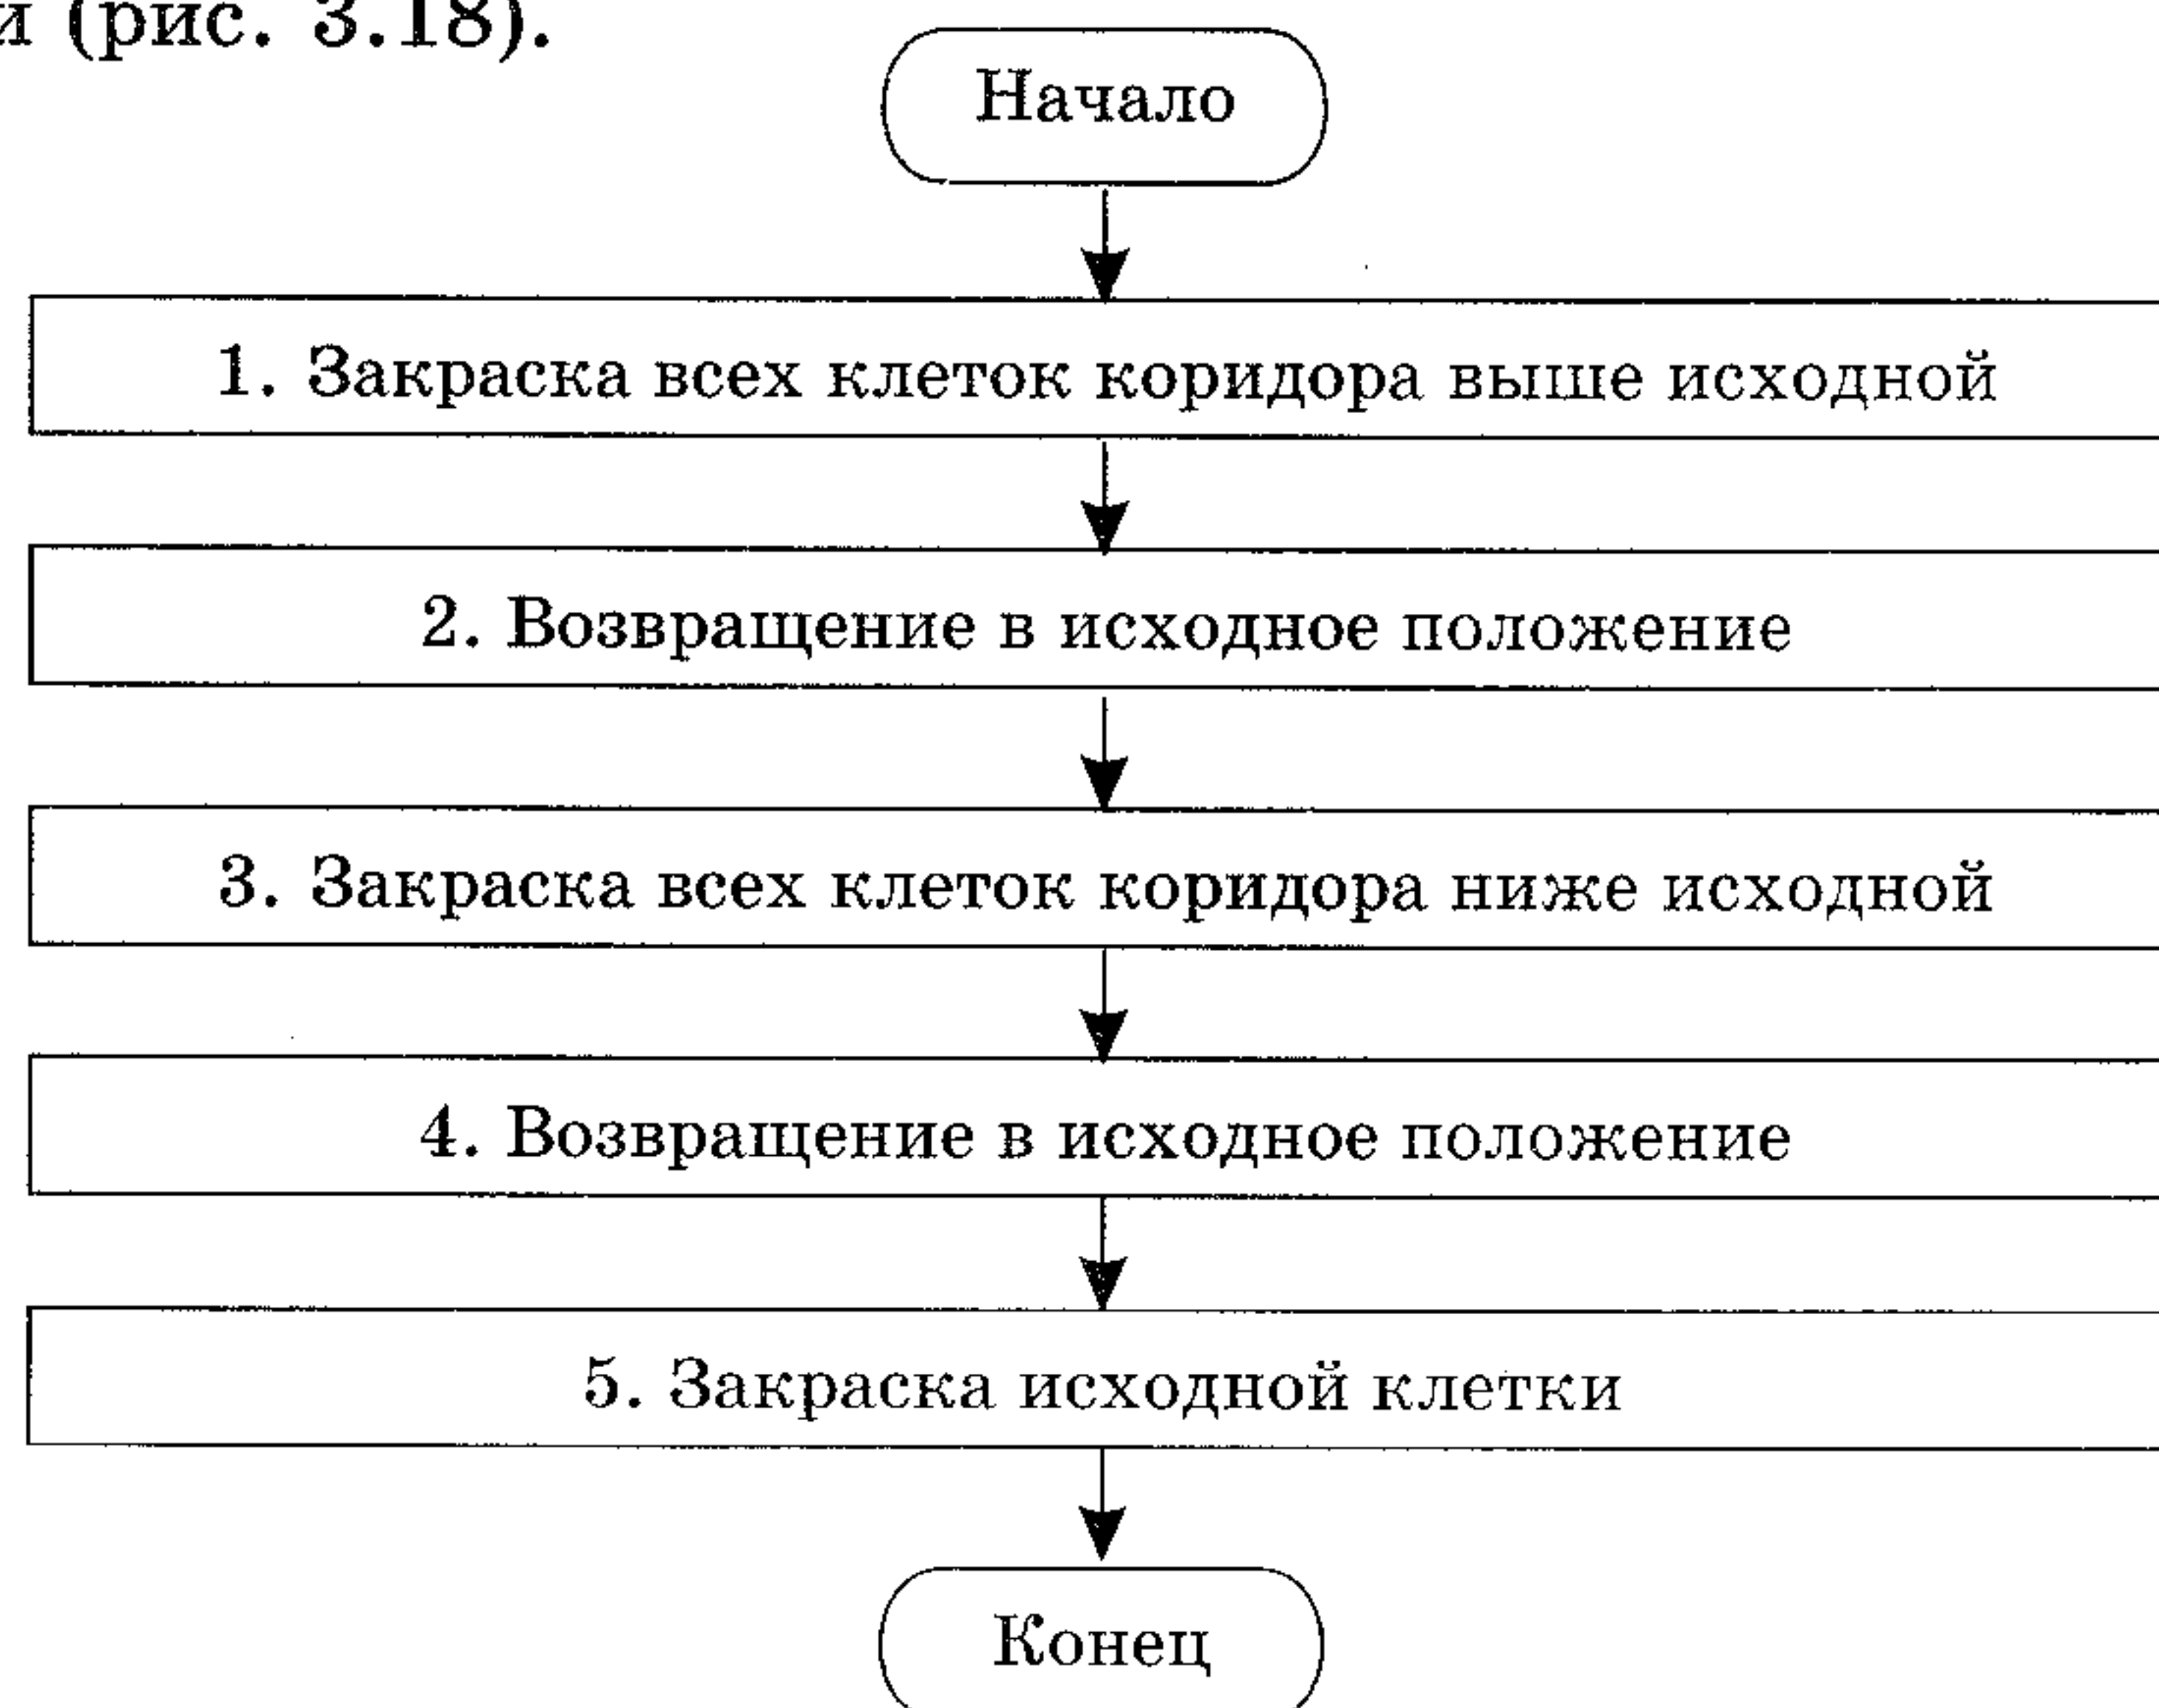 и (рис. 3.18).
Начало
1. Закраска всех клеток коридора выше исходной
2. Возвращение в исходное положение
3. Закраска всех клеток коридора ниже исходной
4. Возвращение в исходное положение
5. Закраска исходной клетки
Конец